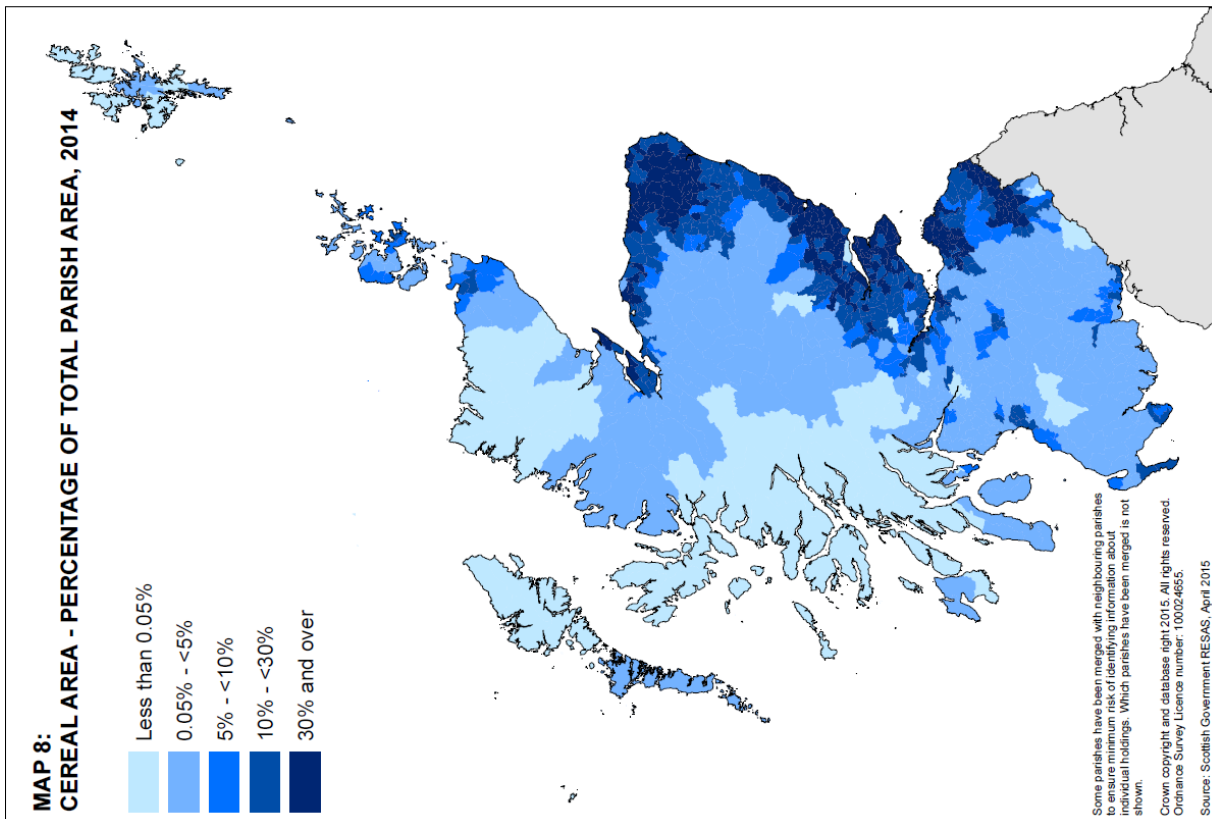 MAP 8:
CEREAL AREA - PERCENTAGE OF TOTAL PARISH AREA, 2014
Less than 0.05%
0.05% - <5%
5% - <10%
10% - <30%
30% and over
Some parishes have been merged with neighbouring parishes
to ensure minimum risk of identifying information about
individual holdings. Which parishes have been merged is not
shown.
Crown copyright and database right 2015. All rights reserved.
Ordnance Survey Licence number: 100024655.
Source: Scottish Government RESAS, April 2015